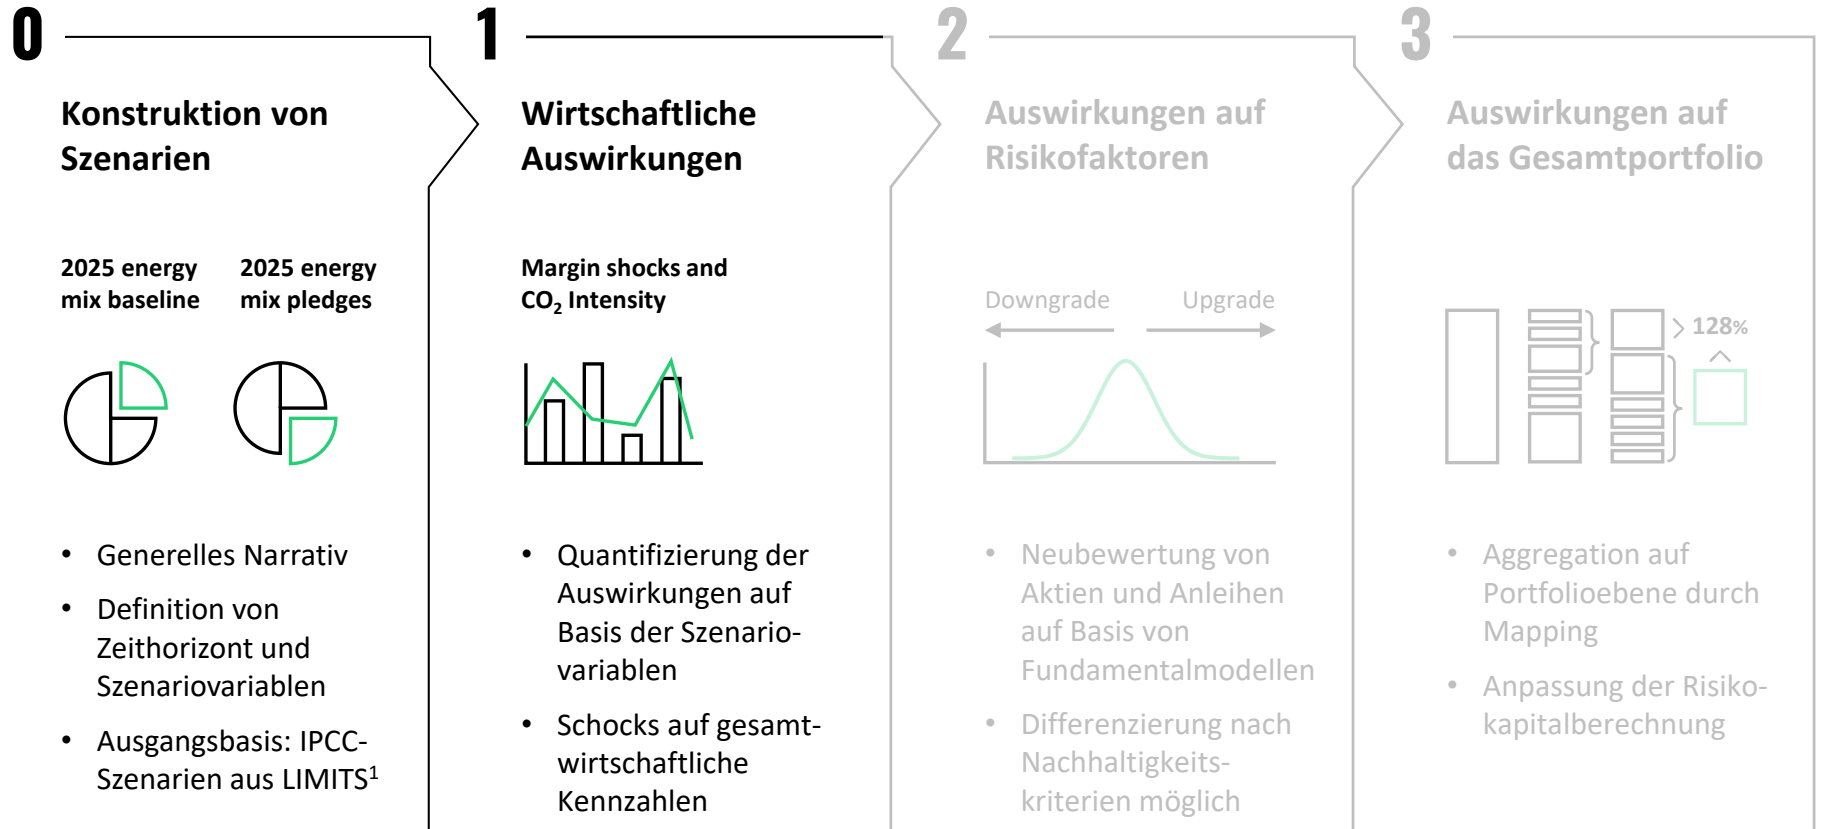 0
Konstruktion von
Szenarien
2025 energy
mix baseline
2025 energy
mix pledges
• Generelles Narrativ
• Definition von
Zeithorizont und
Szenariovariablen
• Ausgangsbasis: IPCC-
Szenarien aus LIMITS¹
1
Wirtschaftliche
Auswirkungen
Margin shocks and
CO₂ Intensity
• Quantifizierung der
Auswirkungen auf
Basis der Szenario-
variablen
• Schocks auf gesamt-
wirtschaftliche
Kennzahlen
2
Auswirkungen auf
Risikofaktoren
Downgrade
Upgrade
• Neubewertung von
Aktien und Anleihen
auf Basis von
Fundamentalmodellen
• Differenzierung nach
Nachhaltigkeits-
kriterien möglich
3
Auswirkungen auf
das Gesamtportfolio
128%
• Aggregation auf
Portfolioebene durch
Mapping
• Anpassung der Risiko-
kapitalberechnung